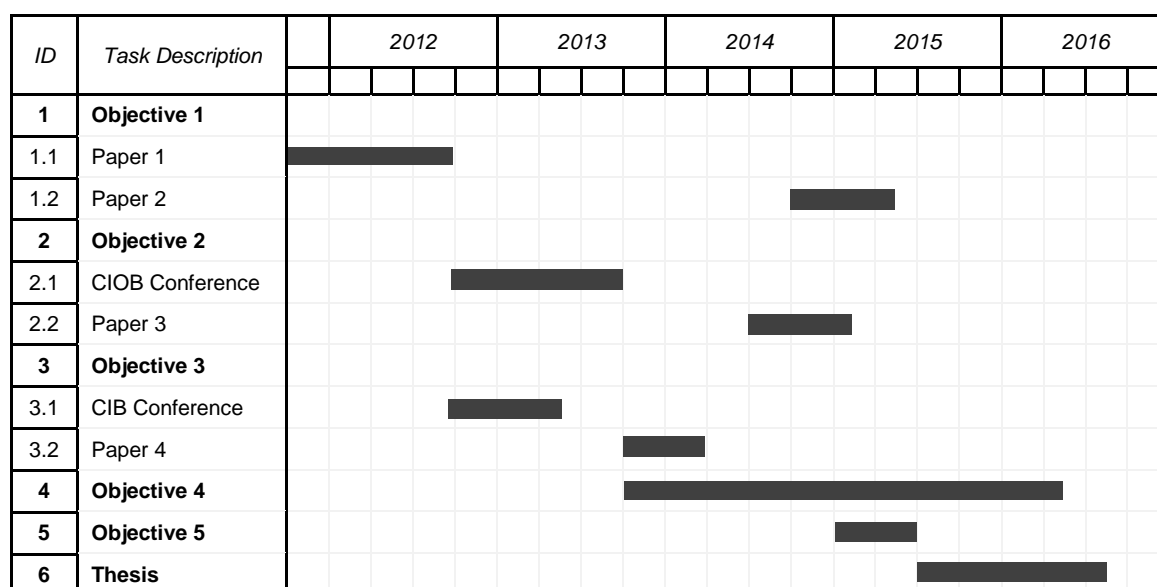 ID Task Description 2012 2013 2014 2015 2016
1 Objective 1
1.1 Paper 1
1.2 Paper 2
2 Objective 2
2.1 CIOB Conference
2.2 Paper 3
3 Objective 3
3.1 CIB Conference
3.2 Paper 4
4 Objective 4
5 Objective 5
6 Thesis